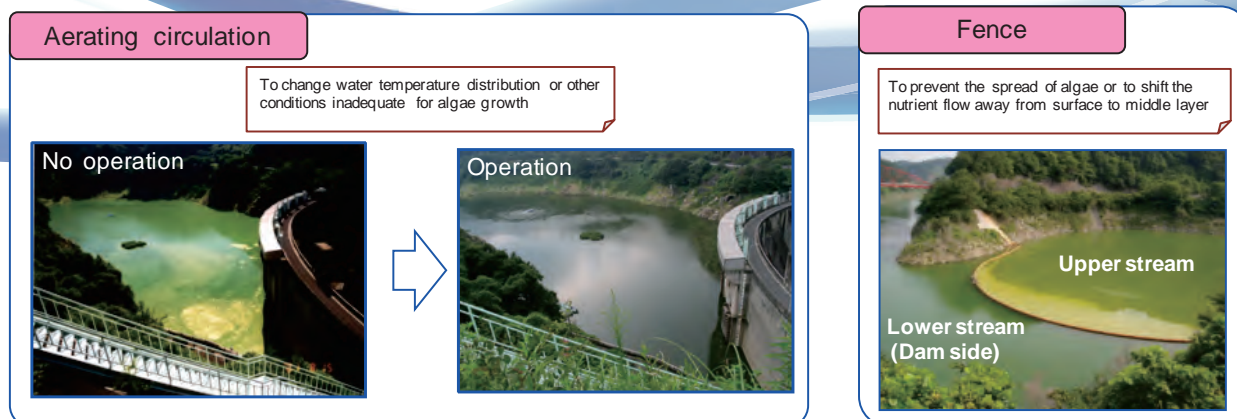 Aerating circulation
To change water temperature distribution or other
conditions inadequate for algae growth
No operation
Operation
Fence
To prevent the spread of algae or to shift the
nutrient flow away from surface to middle layer
Upper stream
Lower stream
(Dam side)